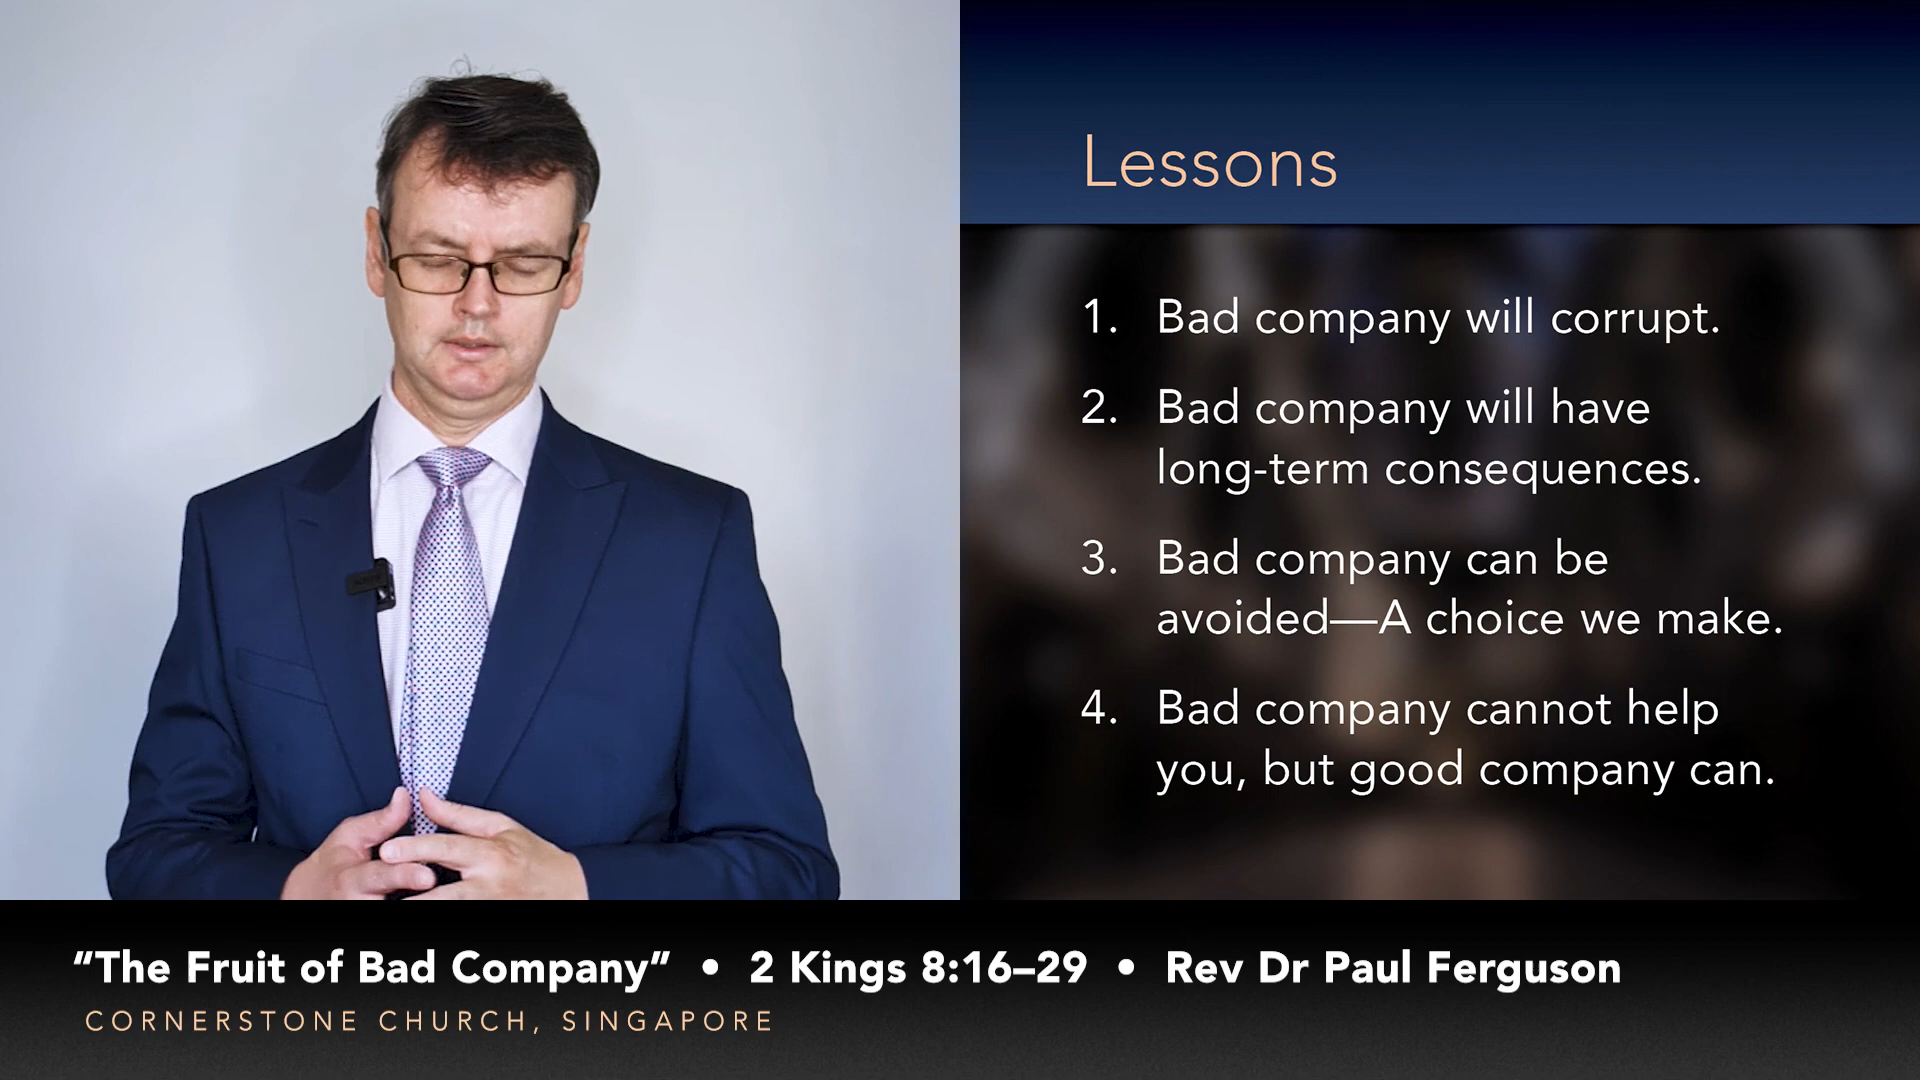 Lessons
1. Bad company will corrupt.
2. Bad company will have
long-term consequences.
3. Bad company can be
avoided—A choice we make.
4. Bad company cannot help
you, but good company can.
“The Fruit of Bad Company” • 2 Kings 8:16–29 • Rev Dr Paul Ferguson
CORNERSTONE CHURCH, SINGAPORE